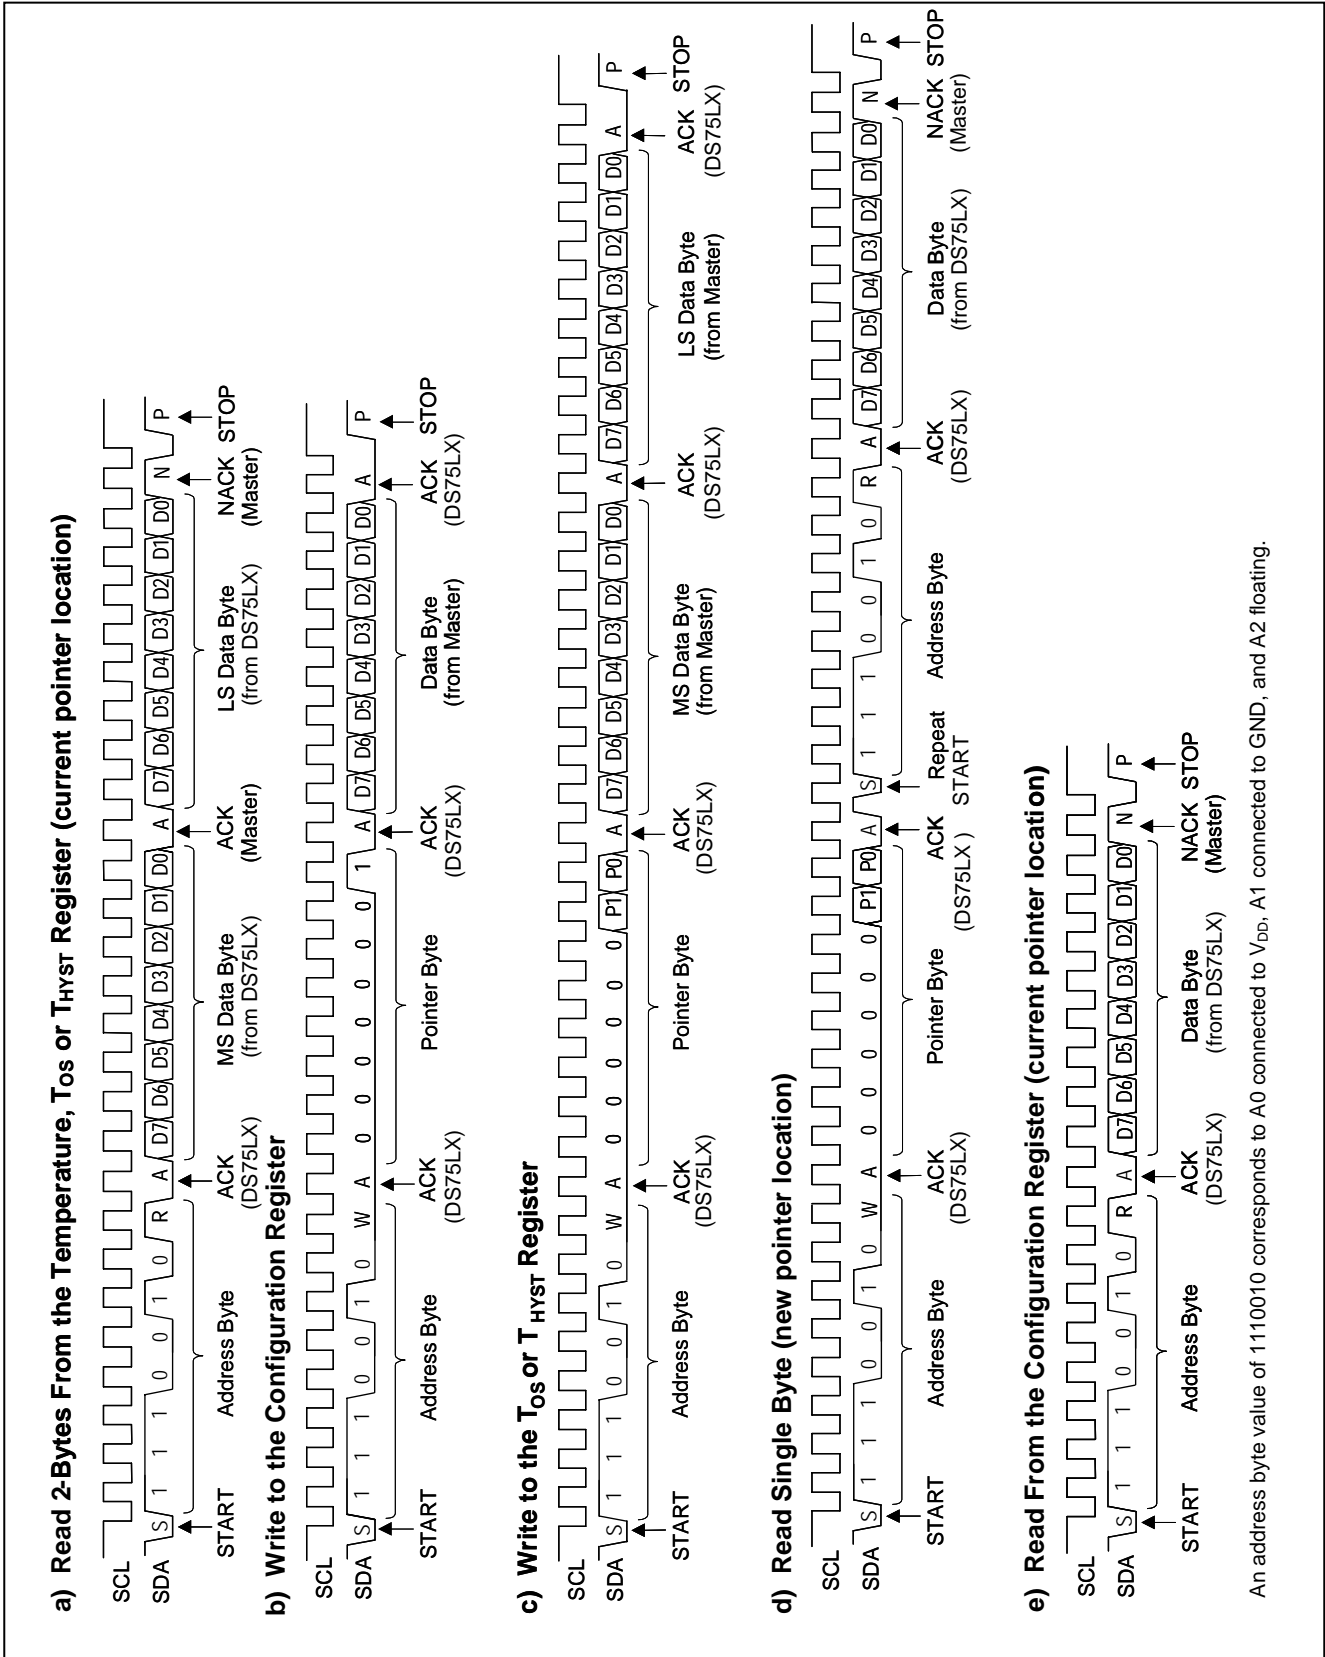 a) Read 2-Bytes From the Temperature, TOS or THYST Register (current pointer location)
SCL
SDA S 1 1 1 0 0 1 0 R A D7 D6 D5 D4 D3 D2 D1 D0 A D7 D6 D5 D4 D3 D2 D1 D0 N P
START Address Byte ACK MS Data Byte ACK LS Data Byte NACK STOP
(DS75LX) (from DS75LX) (Master) (from DS75LX) (Master)
b) Write to the Configuration Register
SCL
SDA S 1 1 1 0 0 1 0 W A 0 0 0 0 0 0 0 1 A D7 D6 D5 D4 D3 D2 D1 D0 A P
START Address Byte ACK Pointer Byte ACK Data Byte ACK STOP
(DS75LX) (DS75LX) (from Master) (DS75LX)
c) Write to the TOS or THYST Register
SCL
SDA S 1 1 1 0 0 1 0 W A 0 0 0 0 0 0 P1 P0 A D7 D6 D5 D4 D3 D2 D1 D0 A D7 D6 D5 D4 D3 D2 D1 D0 A P
START Address Byte ACK Pointer Byte ACK MS Data Byte ACK LS Data Byte ACK STOP
(DS75LX) (DS75LX) (from Master) (DS75LX) (from Master) (DS75LX)
d) Read Single Byte (new pointer location)
SCL
SDA S 1 1 1 0 0 1 0 W A 0 0 0 0 0 0 P1 P0 A S 1 1 1 0 0 1 0 R A D7 D6 D5 D4 D3 D2 D1 D0 N P
START Address Byte ACK Pointer Byte ACK Repeat Address Byte ACK Data Byte NACK STOP
(DS75LX) (DS75LX ) START (DS75LX) (from DS75LX) (Master)
e) Read From the Configuration Register (current pointer location)
SCL
SDA S 1 1 1 0 0 1 0 R A D7 D6 D5 D4 D3 D2 D1 D0 N P
START Address Byte ACK Data Byte NACK STOP
(DS75LX) (from DS75LX) (Master)
An address byte value of 1110010 corresponds to A0 connected to VDD, A1 connected to GND, and A2 floating.